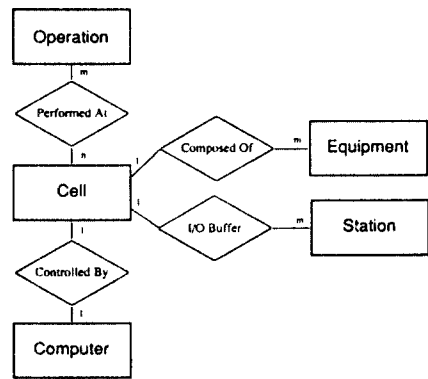 Operation
m
Performed At
n
1
Composed Of
m
Equipment
Cell
1
1
I/O Buffer
m
Station
Controlled By
1
Computer